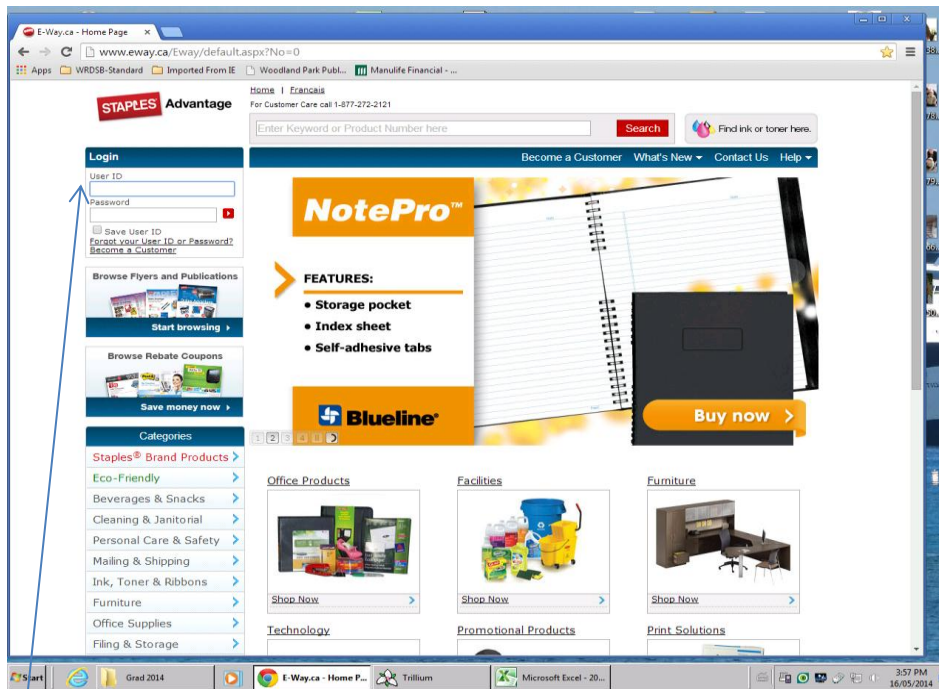 E-Way.ca - Home Page
www.eway.ca/Eway/default.aspx?No=0
Apps WRDSB-Standard Imported From IE Woodland Park Publ... Manulife Financial - ...
STAPLES Advantage
Home | Français
For Customer Care call 1-877-272-2121
Enter Keyword or Product Number here
Search
Find ink or toner here.
Become a Customer What's New Contact Us Help
Login
User ID
Password
Save User ID
Forgot your User ID or Password?
Become a Customer
Browse Flyers and Publications
Start browsing
Browse Rebate Coupons
Save money now
NotePro™
FEATURES:
• Storage pocket
• Index sheet
• Self-adhesive tabs
Blueline®
Buy now
1 2 3 4
Categories
Staples® Brand Products
Eco-Friendly
Beverages & Snacks
Cleaning & Janitorial
Personal Care & Safety
Mailing & Shipping
Ink, Toner & Ribbons
Furniture
Office Supplies
Filing & Storage
Office Products
Shop Now
Facilities
Shop Now
Furniture
Shop Now
Technology
Promotional Products
Print Solutions
Start
Grad 2014
E-Way.ca - Home P...
Trillium
Microsoft Excel - 20...
3:57 PM
16/05/2014